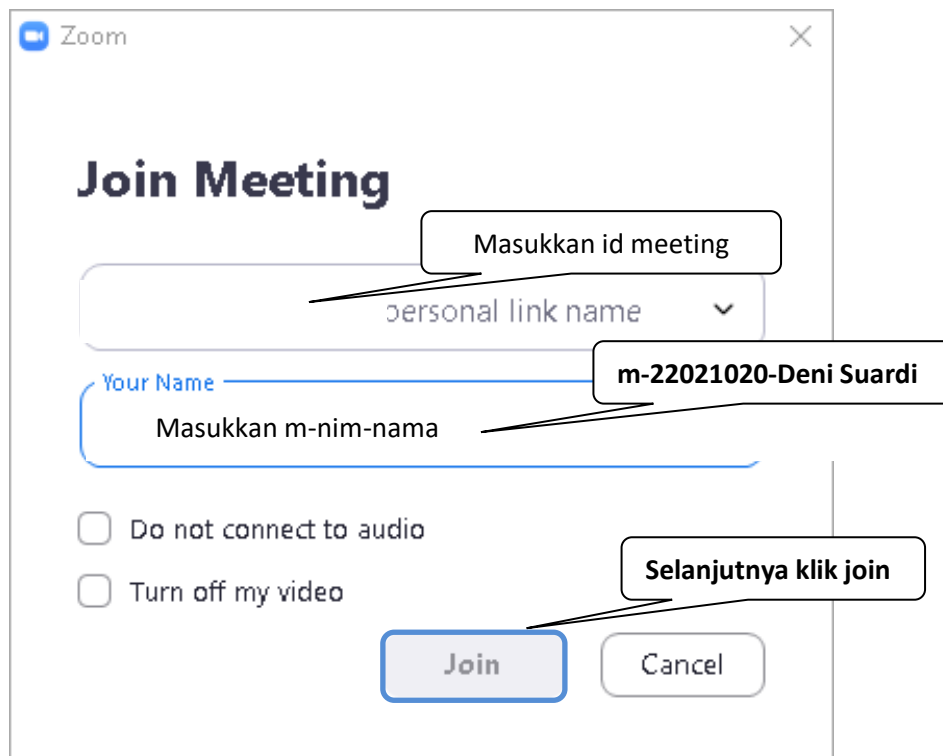 Zoom
Join Meeting
Masukkan id meeting
personal link name
Your Name
m-22021020-Deni Suardi
Masukkan m-nim-nama
Do not connect to audio
Selanjutnya klik join
Turn off my video
Join
Cancel